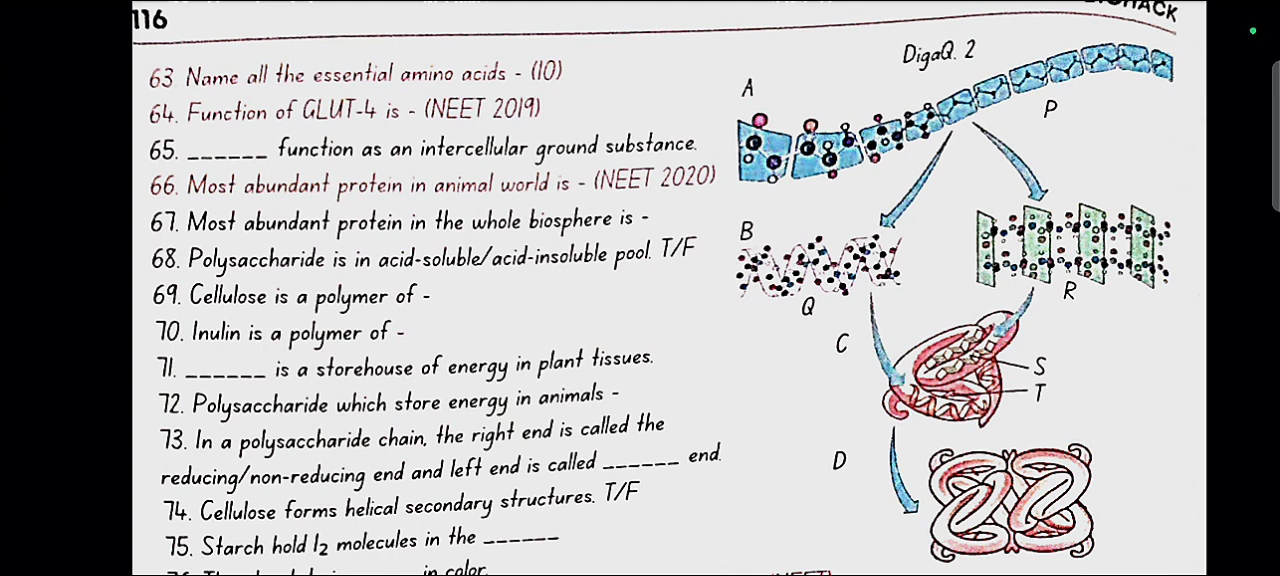 116
63 Name all the essential amino acids - (10)
64. Function of GLUT-4 is - (NEET 2019)
65. ______ function as an intercellular ground substance.
66. Most abundant protein in animal world is - (NEET 2020)
67. Most abundant protein in the whole biosphere is -
68. Polysaccharide is in acid-soluble/acid-insoluble pool. T/F
69. Cellulose is a polymer of -
70. Inulin is a polymer of -
71. ______ is a storehouse of energy in plant tissues.
72. Polysaccharide which store energy in animals -
73. In a polysaccharide chain, the right end is called the
reducing/non-reducing end and left end is called ______ end.
74. Cellulose forms helical secondary structures. T/F
75. Starch hold I₂ molecules in the ______
in color.
DigaQ. 2
A
P
B
Q
R
C
S
T
D